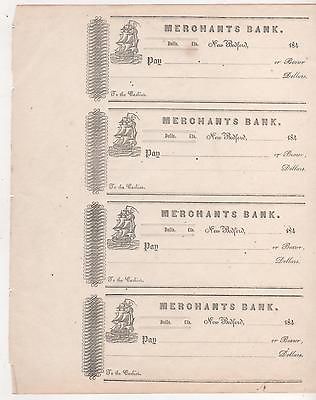 MERCHANTS BANK.
Dolls. Cts. New Bedford, 184
Pay or Bearer
Dollars.
To the Cashier.
MERCHANTS BANK.
Dolls. Cts. New Bedford, 184
Pay or Bearer,
Dollars.
To the Cashier.
MERCHANTS BANK.
Dolls. Cts. New Bedford, 184
Pay or Bearer,
Dollars.
To the Cashier.
MERCHANTS BANK.
Dolls. Cts. New Bedford, 184
Pay or Bearer,
Dollars.
To the Cashier.